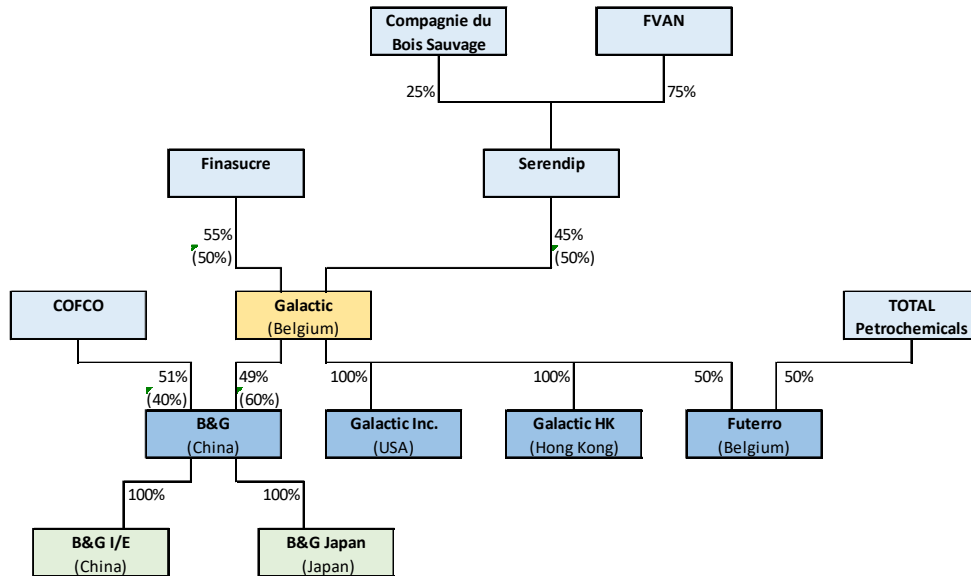 Compagnie du
Bois Sauvage
FVAN
25%
75%
Finasucre
Serendip
55%
(50%)
45%
(50%)
COFCO
Galactic
(Belgium)
TOTAL
Petrochemicals
51%
(40%)
49%
(60%)
100%
100%
50%
50%
B&G
(China)
Galactic Inc.
(USA)
Galactic HK
(Hong Kong)
Futerro
(Belgium)
100%
100%
B&G I/E
(China)
B&G Japan
(Japan)